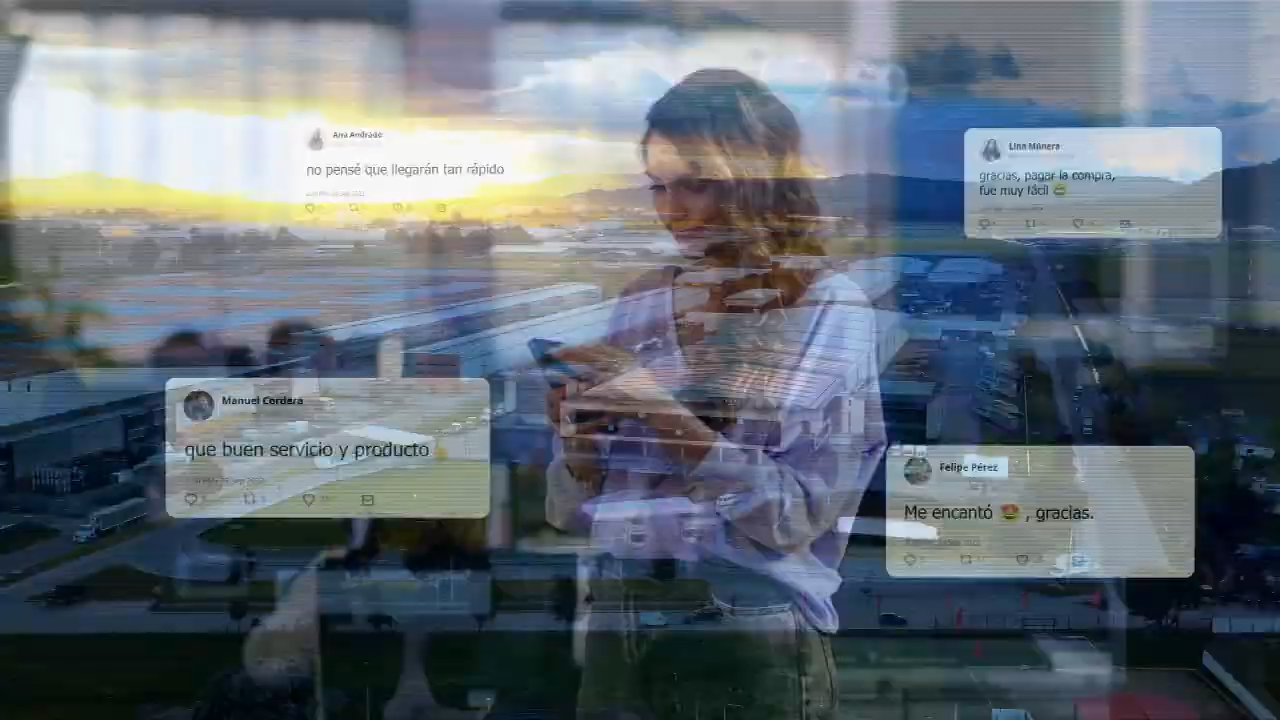 Ana Andrade
no pensé que llegarán tan rápido
Lina Múnera
gracias, pagar la compra,
fue muy fácil 😄
Manuel Cordera
que buen servicio y producto
Felipe Pérez
Me encantó 😍 , gracias.